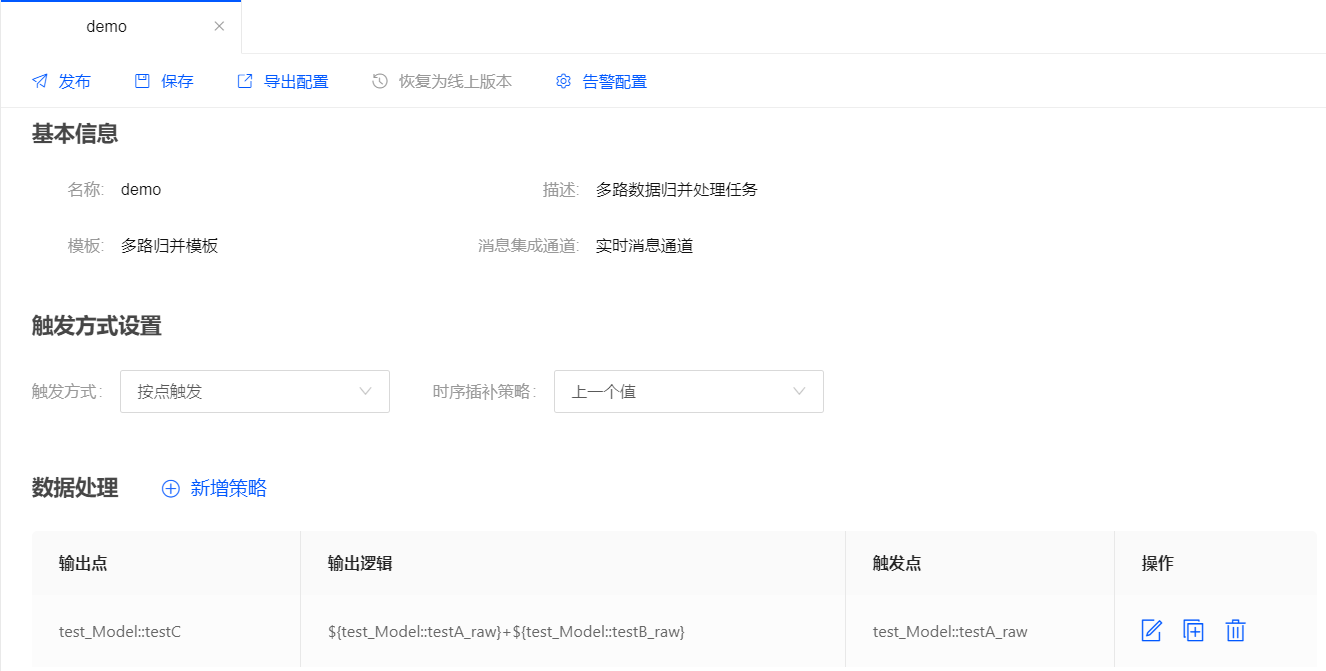 demo
发布 保存 导出配置 恢复为线上版本 告警配置
基本信息
名称: demo 描述: 多路数据归并处理任务
模板: 多路归并模板 消息集成通道: 实时消息通道
触发方式设置
触发方式: 按点触发 时序插补策略: 上一个值
数据处理 新增策略
输出点 输出逻辑 触发点 操作
test_Model::testC ${test_Model::testA_raw}+${test_Model::testB_raw} test_Model::testA_raw